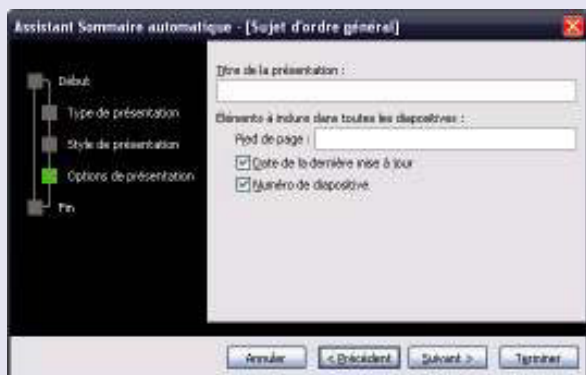 Assistant Sommaire automatique - [Sujet d'ordre général]
Début
Type de présentation
Style de présentation
Options de présentation
Fin
Titre de la présentation :
Éléments à inclure dans toutes les diapositives :
Pied de page :
Date de la dernière mise à jour
Numéro de diapositive
Annuler
< Précédent
Suivant >
Terminer